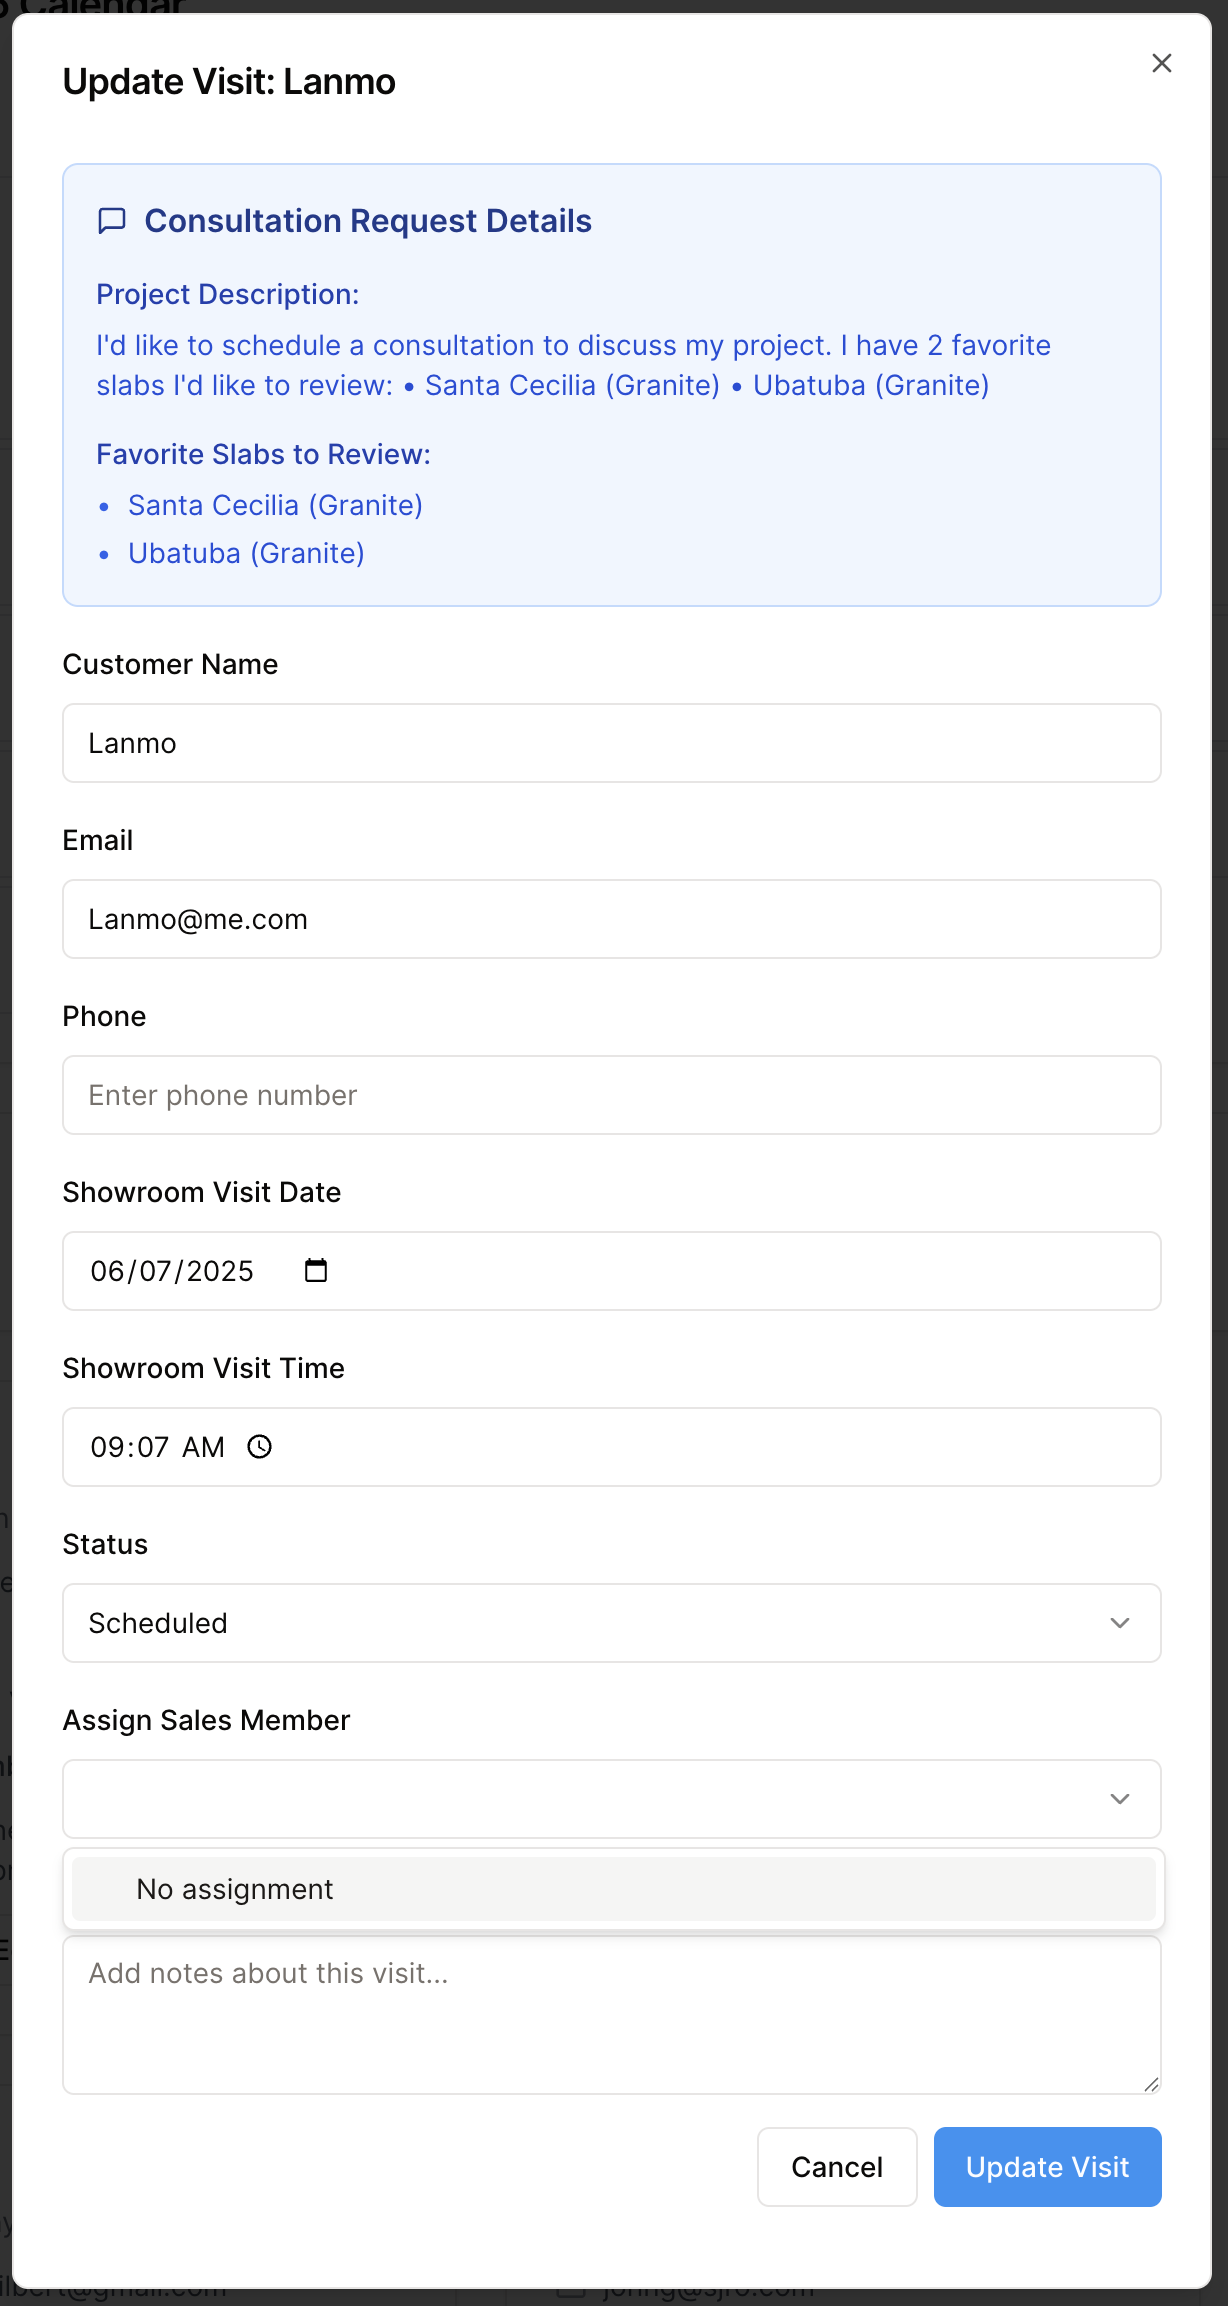 Calendar
Update Visit: Lanmo
Consultation Request Details
Project Description:
I'd like to schedule a consultation to discuss my project. I have 2 favorite
slabs I'd like to review: • Santa Cecilia (Granite) • Ubatuba (Granite)
Favorite Slabs to Review:
• Santa Cecilia (Granite)
• Ubatuba (Granite)
Customer Name
Lanmo
Email
Lanmo@me.com
Phone
Enter phone number
Showroom Visit Date
06/07/2025
Showroom Visit Time
09:07 AM
Status
Scheduled
Assign Sales Member
No assignment
Add notes about this visit...
Cancel
Update Visit